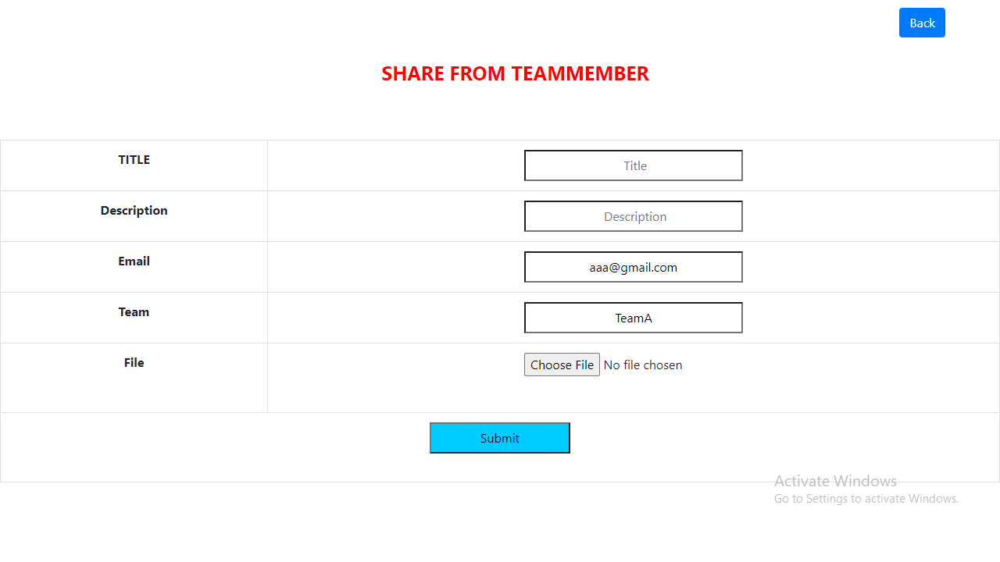 Back
SHARE FROM TEAMMEMBER
TITLE
Title
Description
Description
Email
aaa@gmail.com
Team
TeamA
File
Choose File No file chosen
Submit
Activate Windows
Go to Settings to activate Windows.